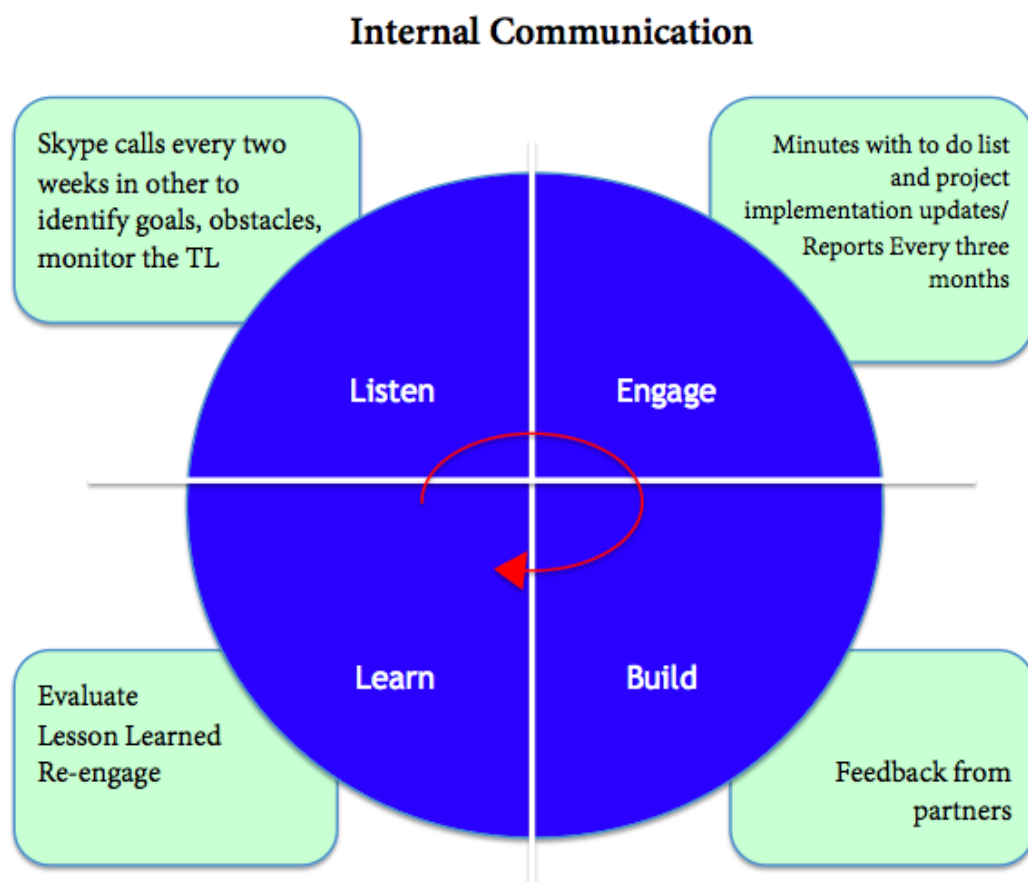 Internal Communication
Skype calls every two
weeks in other to
identify goals, obstacles,
monitor the TL
Minutes with to do list
and project
implementation updates/
Reports Every three
months
Listen
Engage
Learn
Build
Evaluate
Lesson Learned
Re-engage
Feedback from
partners